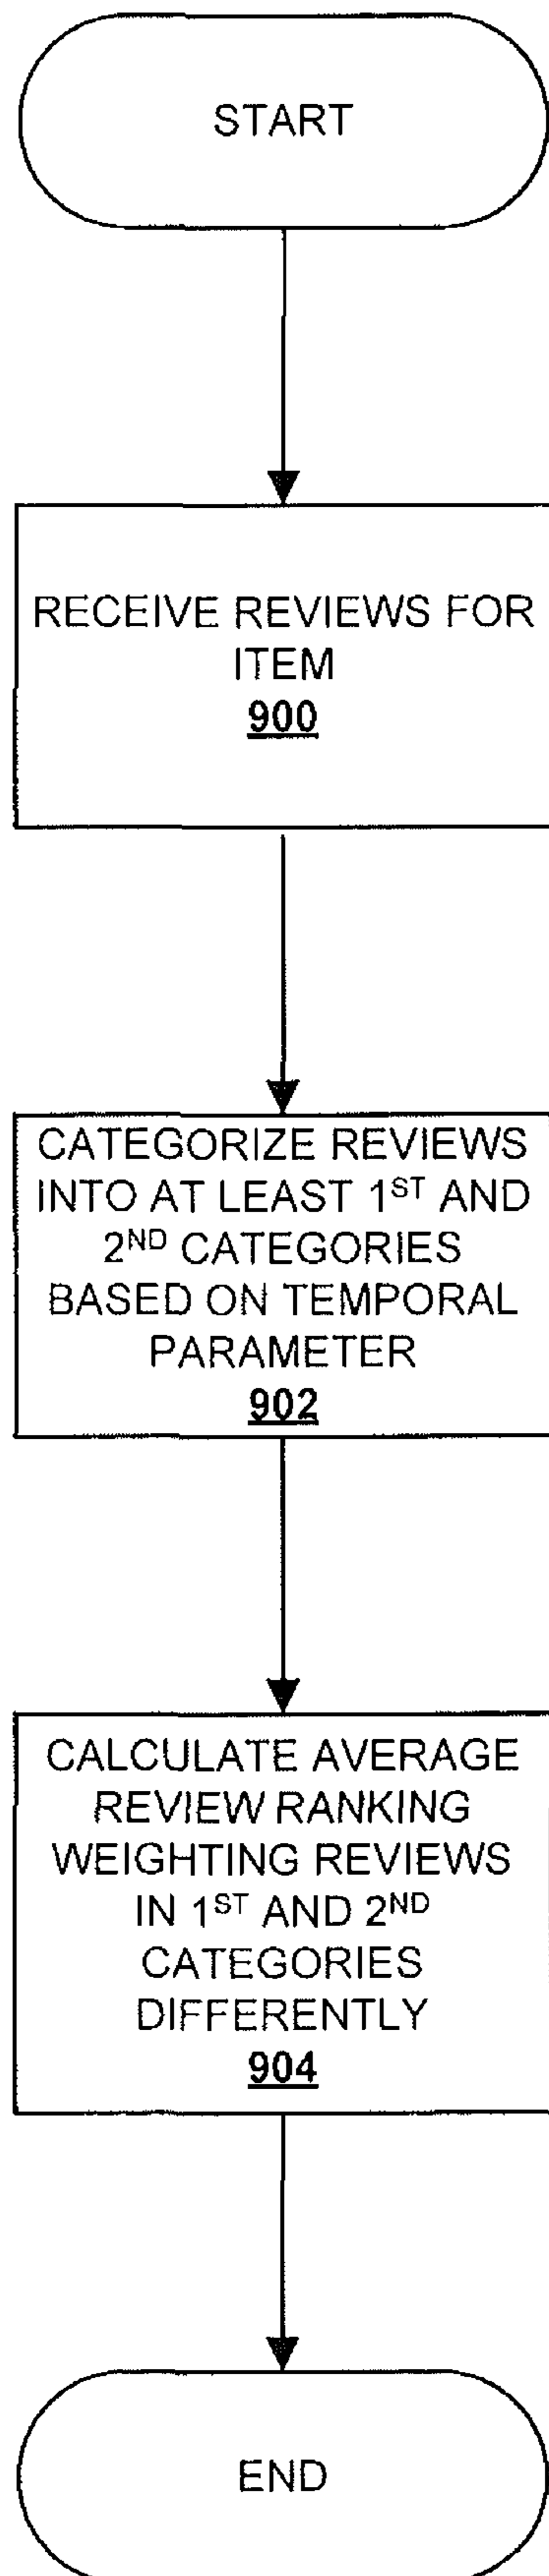 START
RECEIVE REVIEWS FOR
ITEM
900
CATEGORIZE REVIEWS
INTO AT LEAST 1ST AND
2ND CATEGORIES
BASED ON TEMPORAL
PARAMETER
902
CALCULATE AVERAGE
REVIEW RANKING
WEIGHTING REVIEWS
IN 1ST AND 2ND
CATEGORIES
DIFFERENTLY
904
END